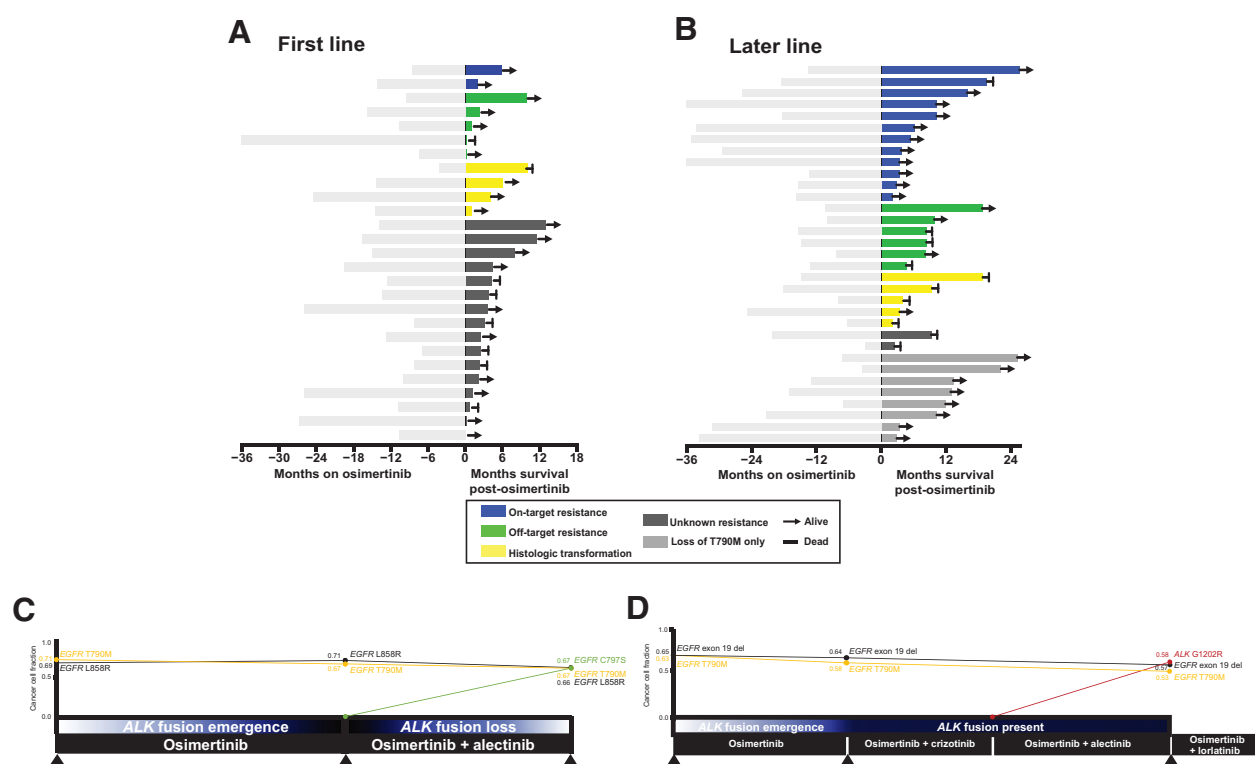 A
First line
B
Later line
−36 −30 −24 −18 −12 −6 0 6 12 18
Months on osimertinib
Months survival
post-osimertinib
−36 −24 −12 0 12 24
Months on osimertinib
Months survival
post-osimertinib
On-target resistance
Off-target resistance
Histologic transformation
Unknown resistance
Loss of T790M only
Alive
Dead
C
Cancer cell fraction
1.0
0.5
0.0
0.71 EGFR T790M
0.69 EGFR L858R
0.71 EGFR L858R
0.67 EGFR T790M
0.67 EGFR C797S
0.67 EGFR T790M
0.66 EGFR L858R
ALK fusion emergence
ALK fusion loss
Osimertinib
Osimertinib + alectinib
D
Cancer cell fraction
1.0
0.5
0.0
0.65 EGFR exon 19 del
EGFR T790M
0.64 EGFR exon 19 del
0.58 EGFR T790M
0.58 ALK G1202R
0.57 EGFR exon 19 del
0.53 EGFR T790M
ALK fusion emergence
ALK fusion present
Osimertinib
Osimertinib + crizotinib
Osimertinib + alectinib
Osimertinib
+ lorlatinib